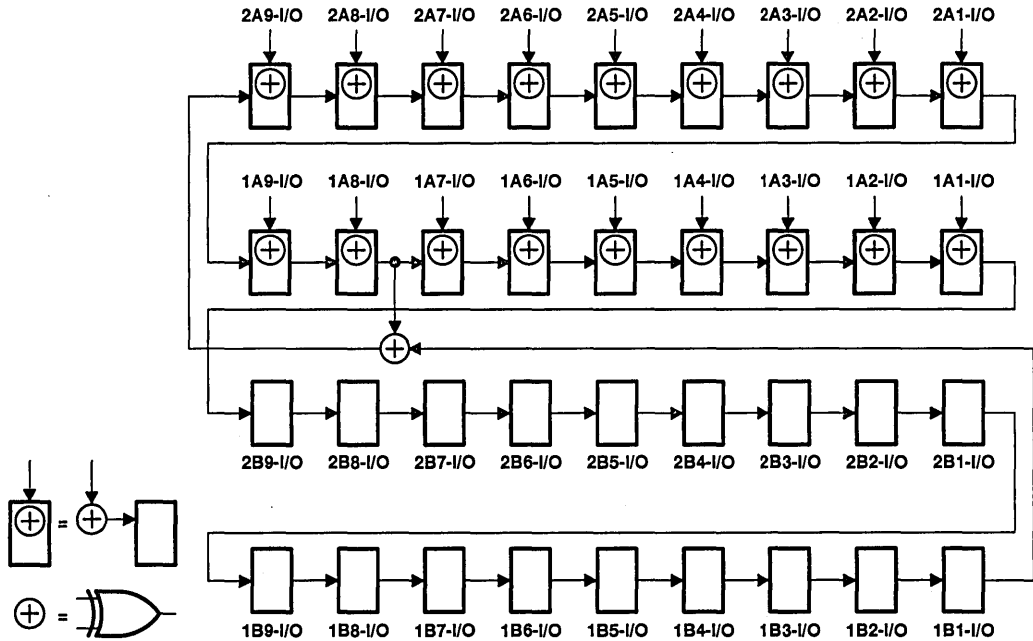 2A9-I/O 2A8-I/O 2A7-I/O 2A6-I/O 2A5-I/O 2A4-I/O 2A3-I/O 2A2-I/O 2A1-I/O
1A9-I/O 1A8-I/O 1A7-I/O 1A6-I/O 1A5-I/O 1A4-I/O 1A3-I/O 1A2-I/O 1A1-I/O
2B9-I/O 2B8-I/O 2B7-I/O 2B6-I/O 2B5-I/O 2B4-I/O 2B3-I/O 2B2-I/O 2B1-I/O
=
=
1B9-I/O 1B8-I/O 1B7-I/O 1B6-I/O 1B5-I/O 1B4-I/O 1B3-I/O 1B2-I/O 1B1-I/O